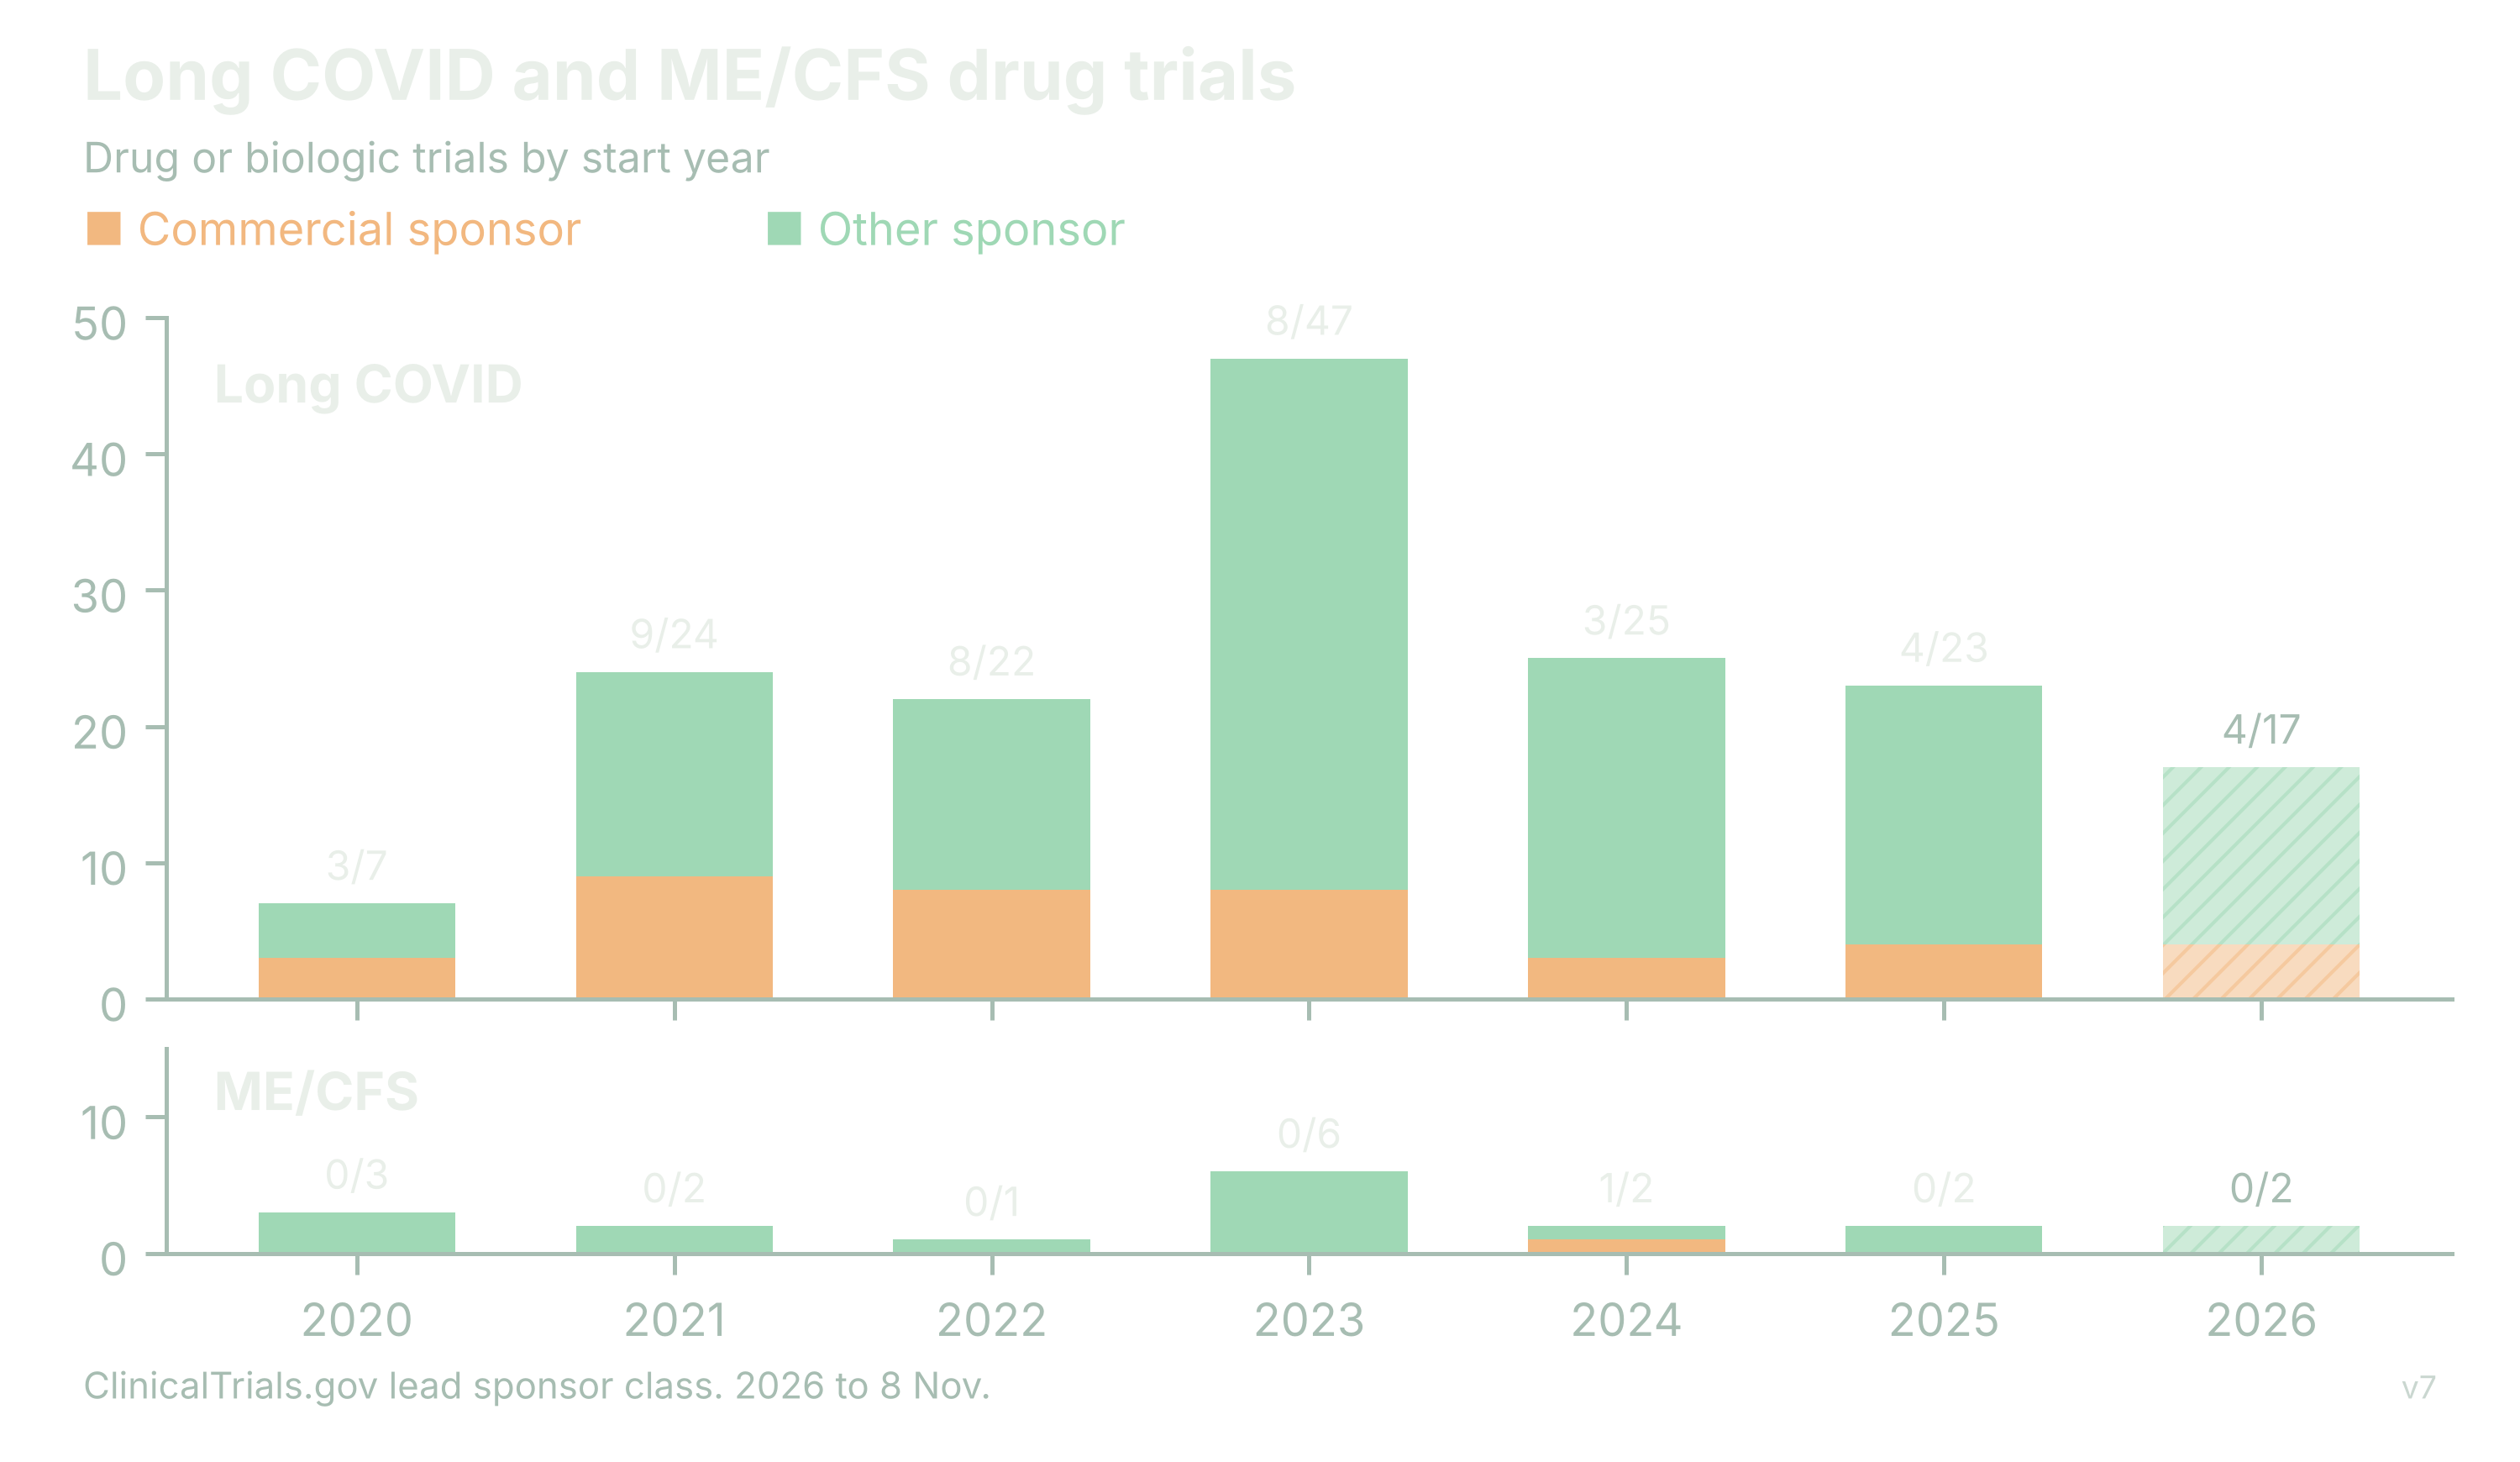 Long COVID and ME/CFS drug trials
Drug or biologic trials by start year
Commercial sponsor Other sponsor
50
Long COVID
40
30
20
10
0
3/7 9/24 8/22 8/47 3/25 4/23 4/17
ME/CFS
10
0
0/3 0/2 0/1 0/6 1/2 0/2 0/2
2020 2021 2022 2023 2024 2025 2026
ClinicalTrials.gov lead sponsor class. 2026 to 8 Nov. v7